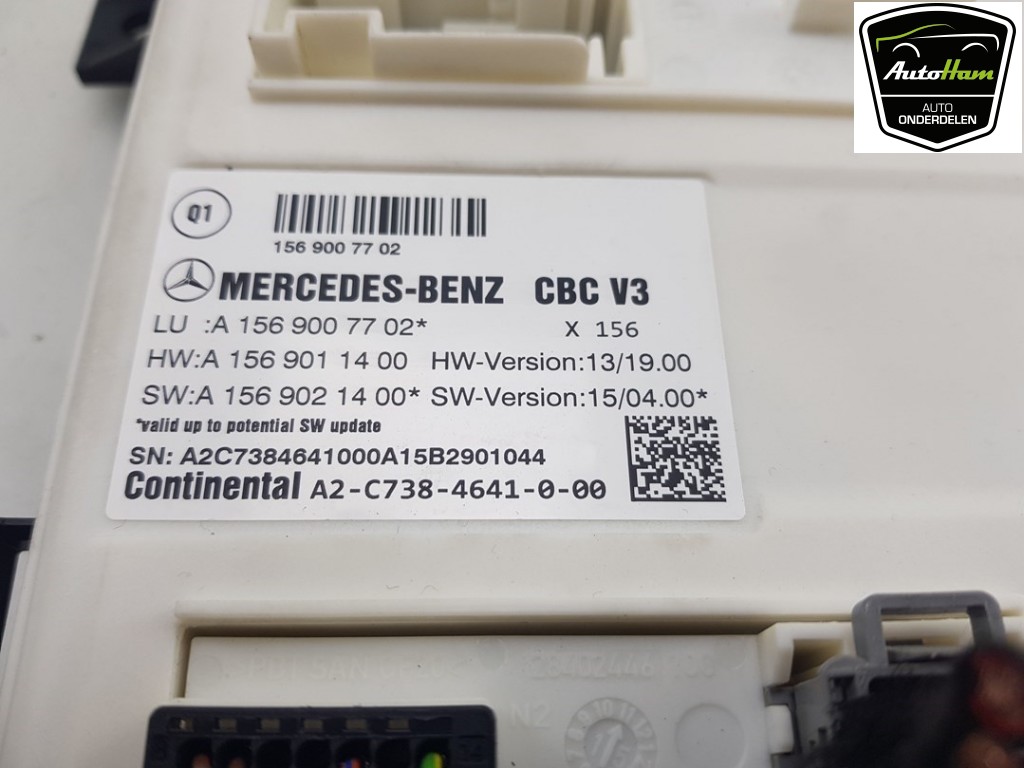 AutoHam
AUTO
ONDERDELEN
Q1
156 900 77 02
MERCEDES-BENZ CBC V3
LU :A 156 900 77 02* X 156
HW:A 156 901 14 00 HW-Version:13/19.00
SW:A 156 902 14 00* SW-Version:15/04.00*
*valid up to potential SW update
SN: A2C7384641000A15B2901044
Continental A2-C738-4641-0-00
N2